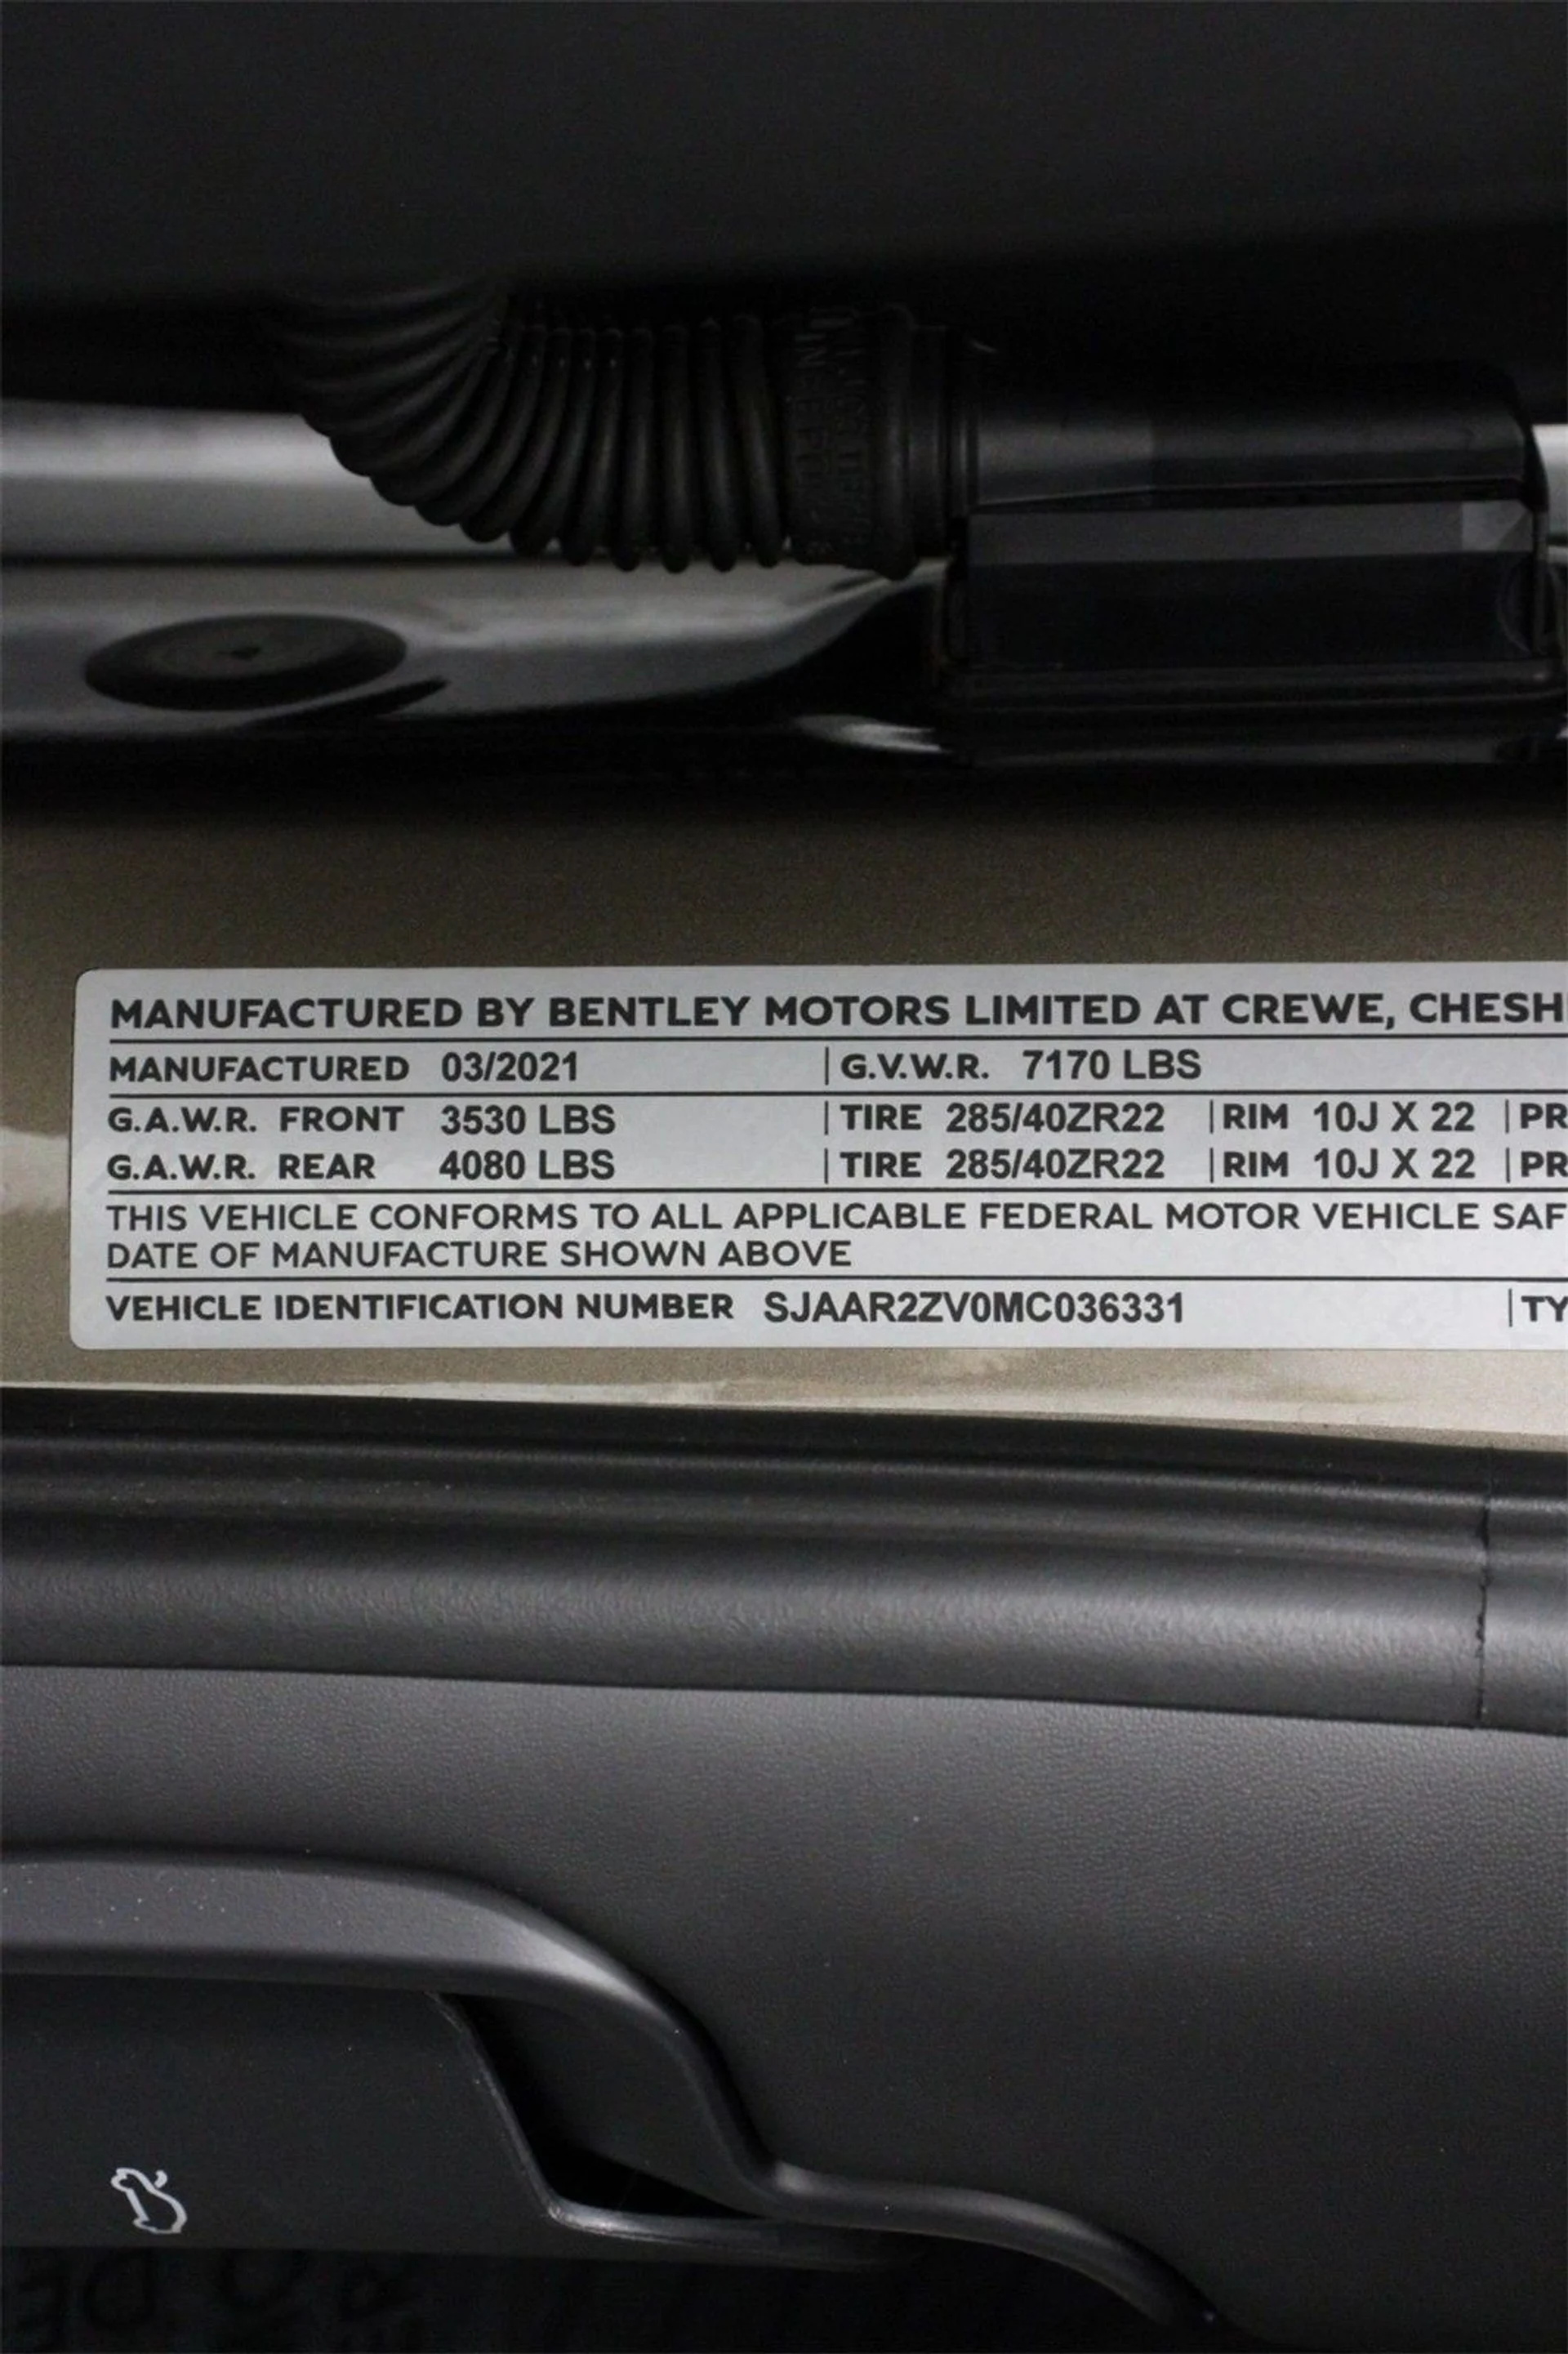 MANUFACTURED BY BENTLEY MOTORS LIMITED AT CREWE, CHESHI
MANUFACTURED 03/2021 | G.V.W.R. 7170 LBS
G.A.W.R. FRONT 3530 LBS | TIRE 285/40ZR22 | RIM 10J X 22 | PR
G.A.W.R. REAR 4080 LBS | TIRE 285/40ZR22 | RIM 10J X 22 | PR
THIS VEHICLE CONFORMS TO ALL APPLICABLE FEDERAL MOTOR VEHICLE SAF
DATE OF MANUFACTURE SHOWN ABOVE
VEHICLE IDENTIFICATION NUMBER SJAAR2ZV0MC036331 | TY